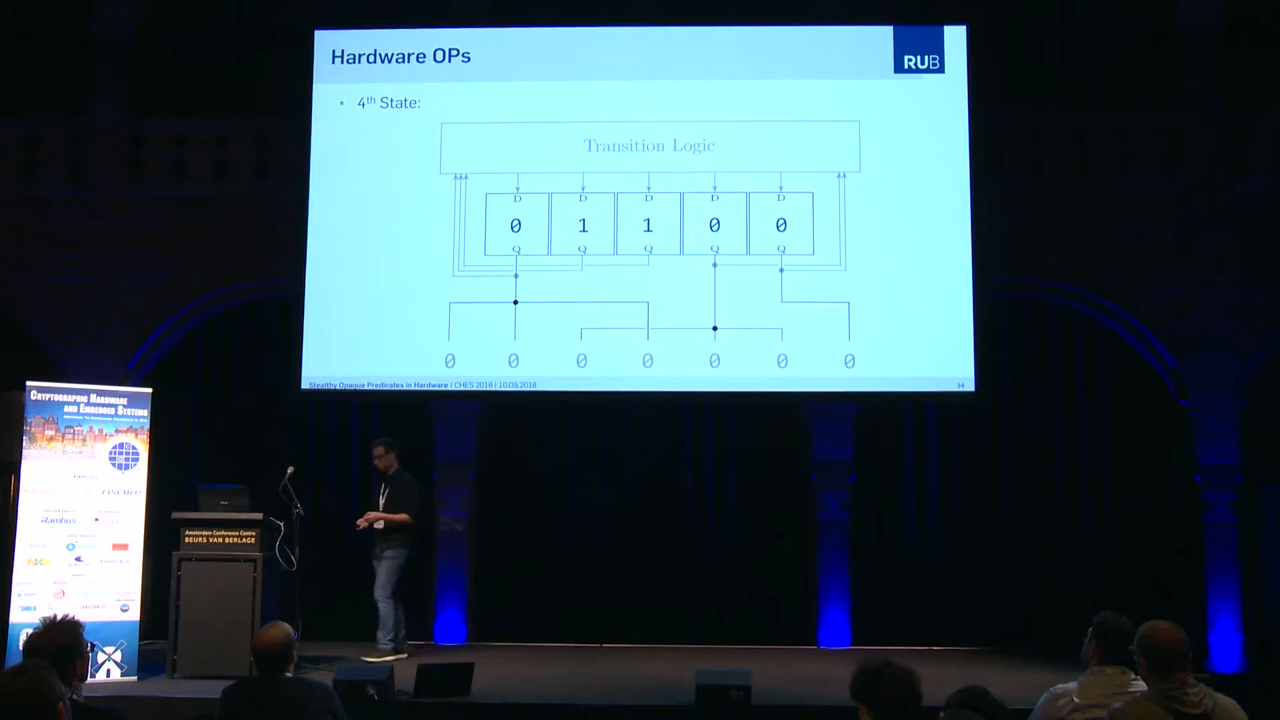 Hardware OPs
RUB
• 4th State:
Transition Logic
D D D D D
0 1 1 0 0
Q Q Q Q Q
0 0 0 0 0 0 0
Stealthy Opaque Predicates in Hardware | CHES 2018 | 10.09.2018
34
Cryptographic Hardware
and Embedded Systems
riscure
Rambus
Amsterdam Conference Centre
BEURS VAN BERLAGE